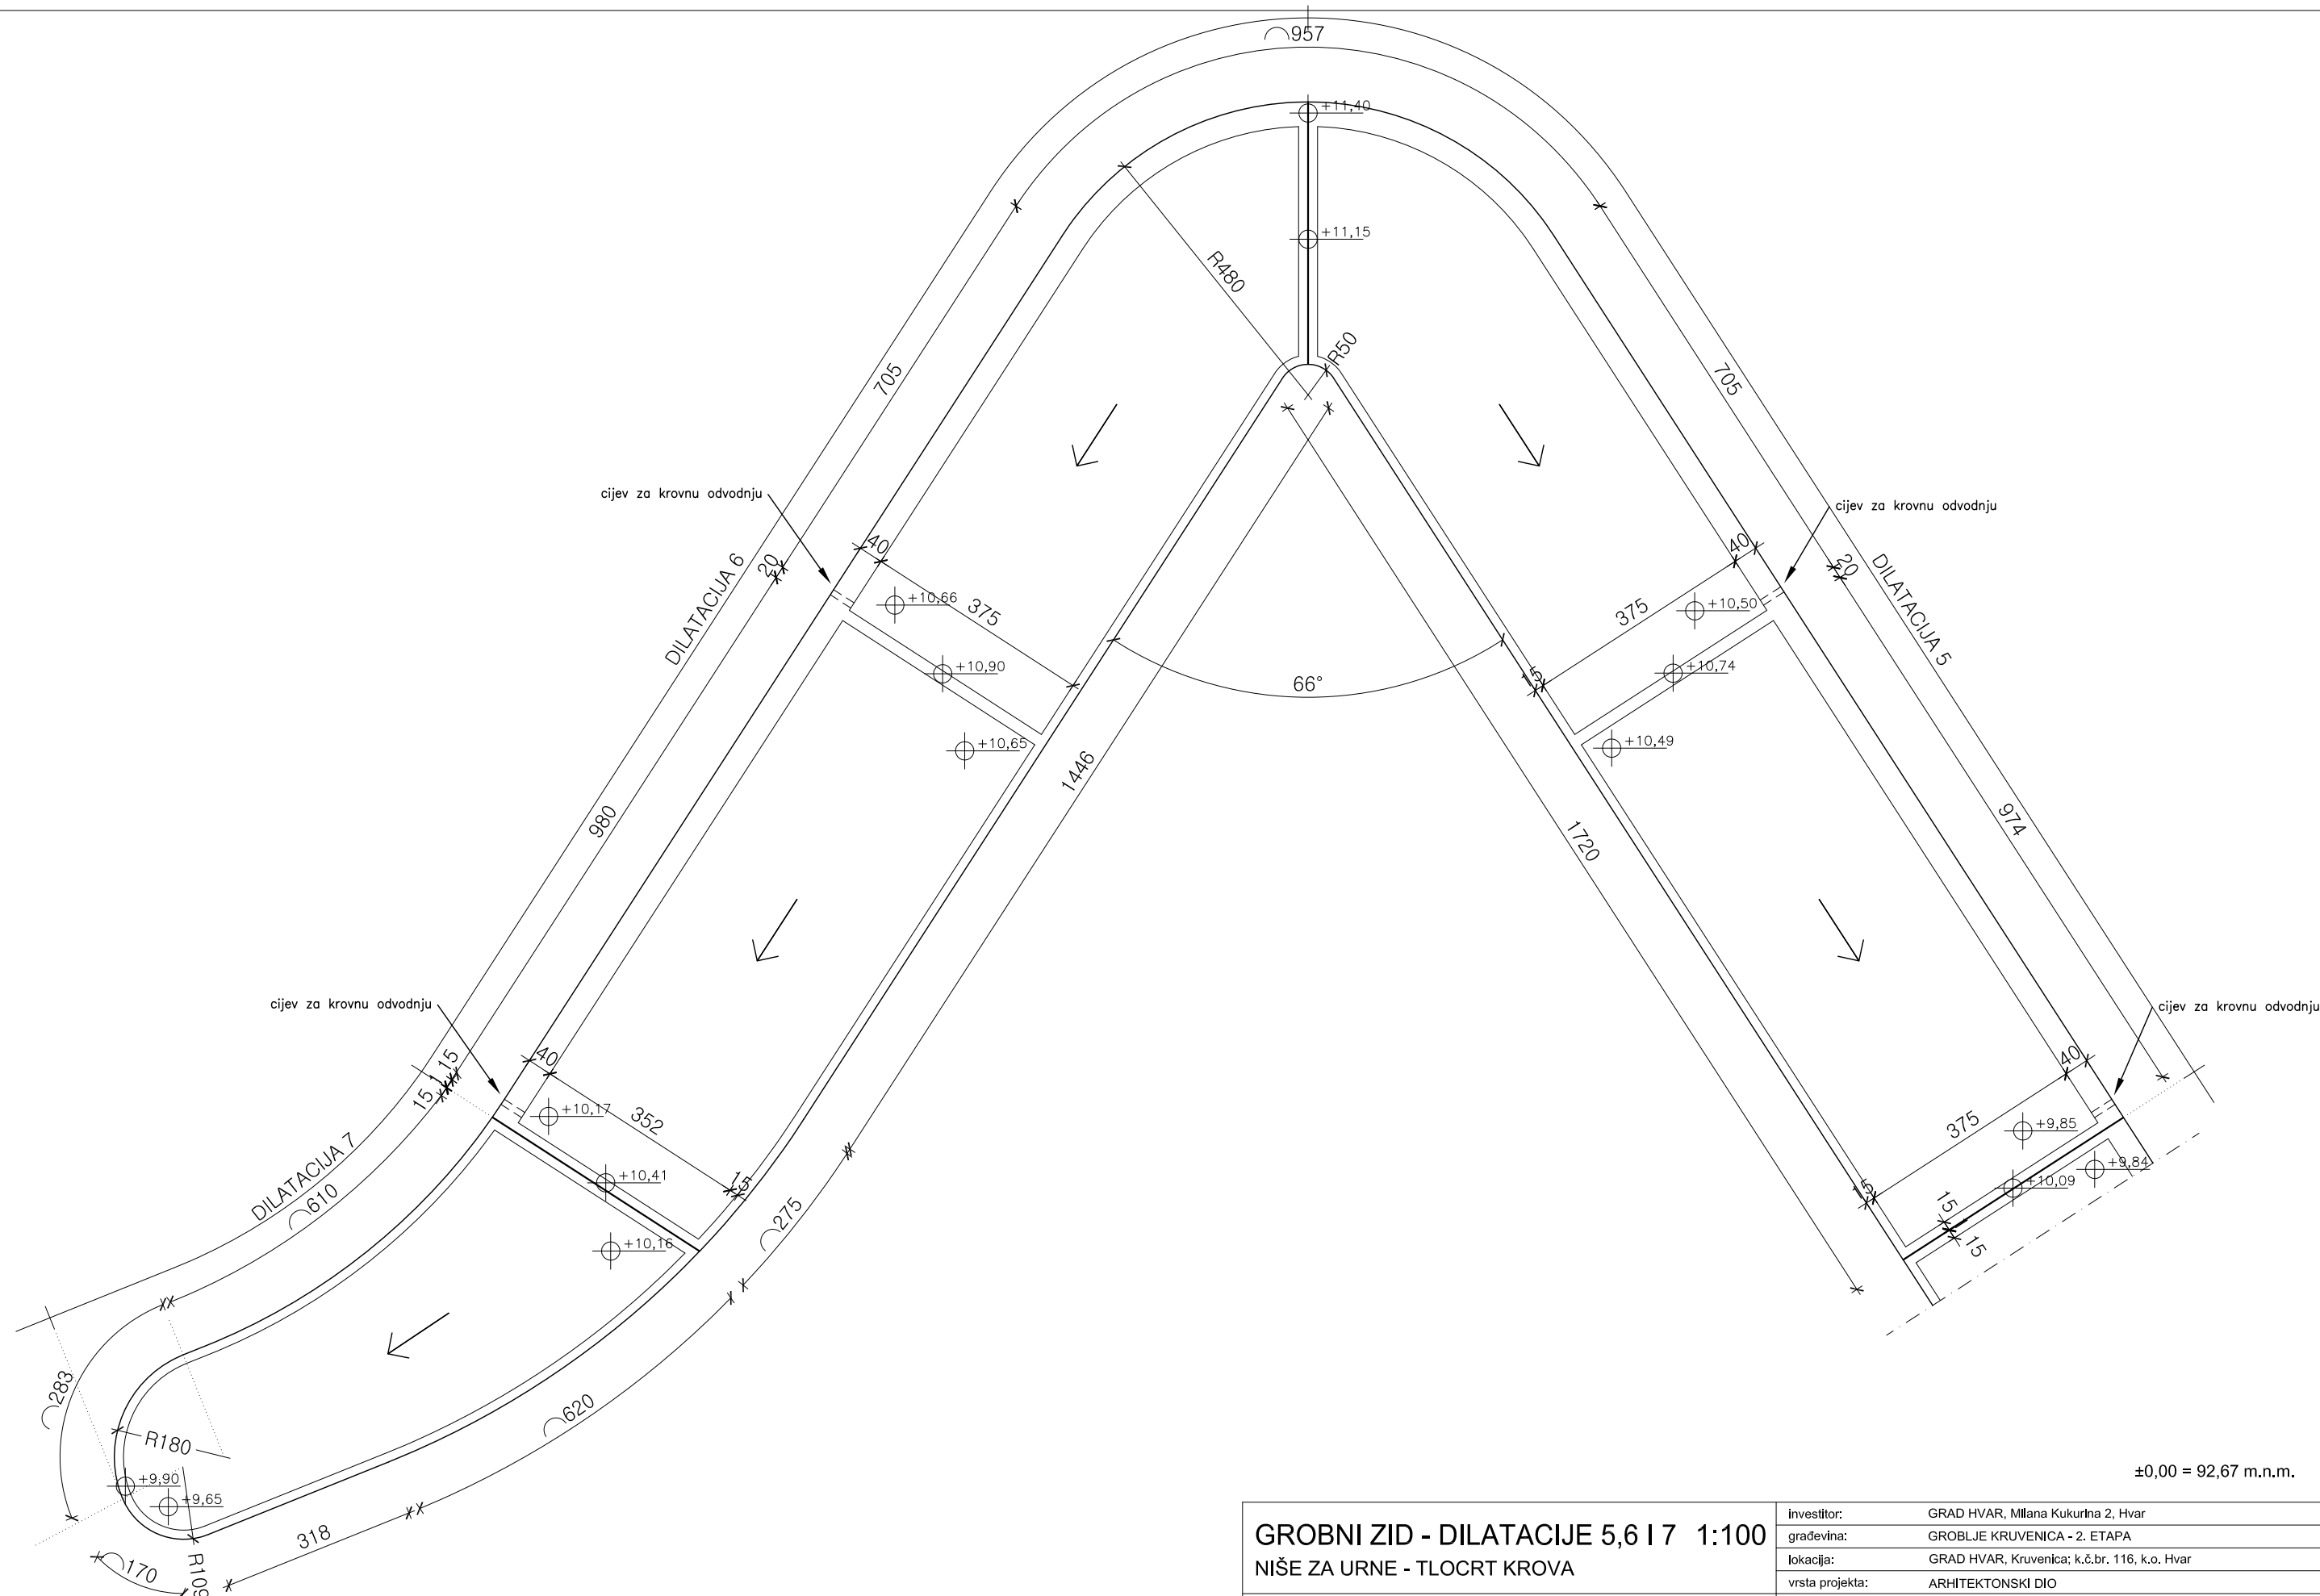 ⌒957
+11,40
+11,15
R480
R50
705
705
cijev za krovnu odvodnju
cijev za krovnu odvodnju
DILATACIJA 6
DILATACIJA 5
20
20
40
40
+10,66
375
375
+10,50
+10,90
+10,74
66°
15
+10,65
+10,49
980
1446
1720
974
cijev za krovnu odvodnju
cijev za krovnu odvodnju
15 1 15
40
40
+10,17
352
375
+9,85
DILATACIJA 7
⌒610
+10,41
15
15
+9,84
+10,09
⌒275
+10,16
15
15
⌒283
⌒620
R180
+9,90
+9,65
318
⌒170
R109
±0,00 = 92,67 m.n.m.
GROBNI ZID - DILATACIJE 5,6 I 7 1:100
NIŠE ZA URNE - TLOCRT KROVA
investitor: GRAD HVAR, Milana Kukurina 2, Hvar
građevina: GROBLJE KRUVENICA - 2. ETAPA
lokacija: GRAD HVAR, Kruvenica; k.č.br. 116, k.o. Hvar
vrsta projekta: ARHITEKTONSKI DIO